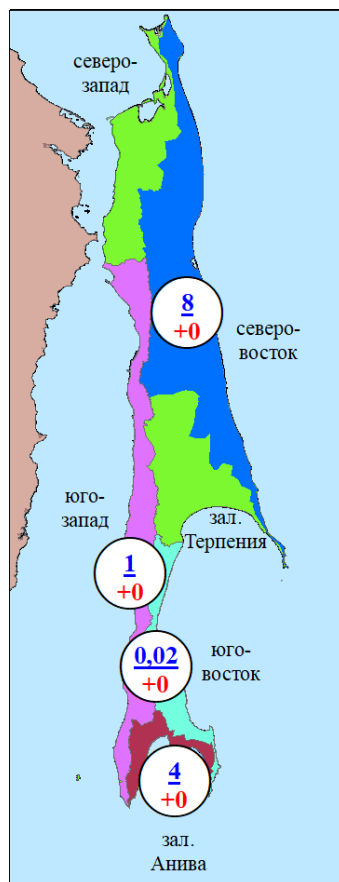 северо-
запад
8
+0
северо-
восток
юго-
запад
зал.
Терпения
1
+0
0,02
+0
юго-
восток
4
+0
зал.
Анива